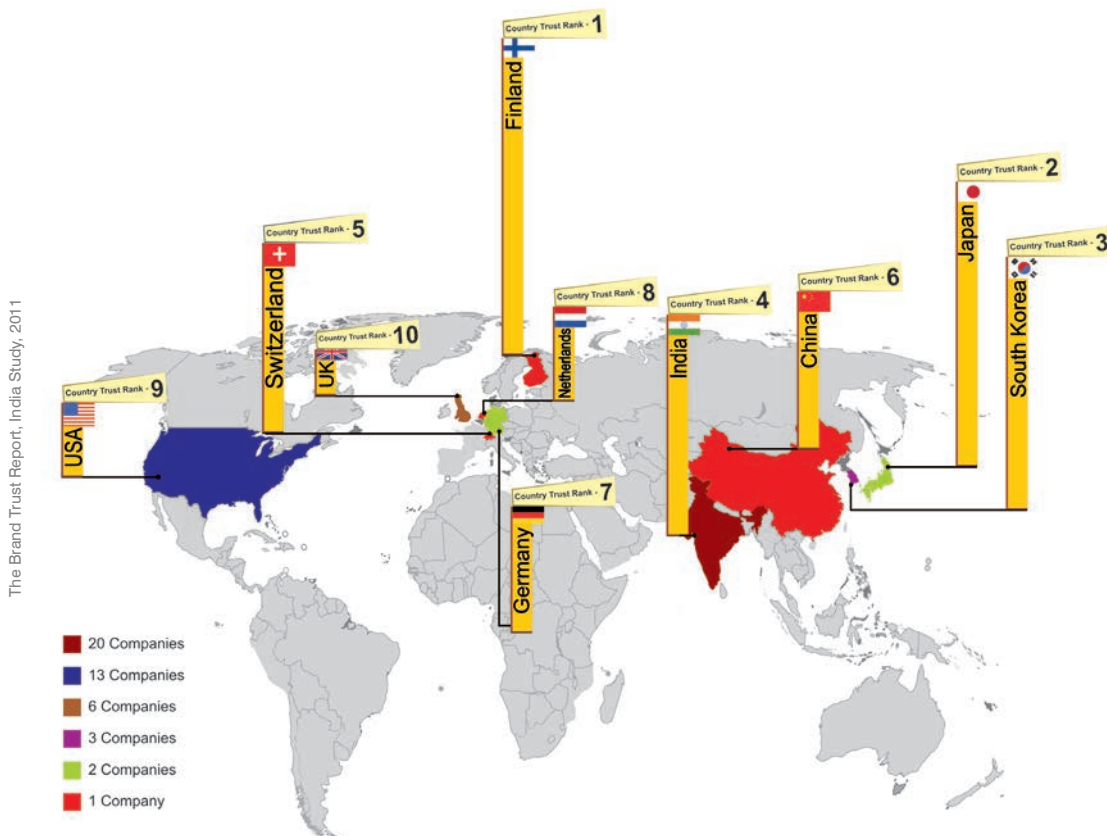 Country Trust Rank - 1
Finland
Country Trust Rank - 2
Japan
Country Trust Rank - 3
South Korea
Country Trust Rank - 5
Switzerland
Country Trust Rank - 6
China
Country Trust Rank - 8
Netherlands
Country Trust Rank - 4
India
Country Trust Rank - 10
UK
Country Trust Rank - 9
USA
Country Trust Rank - 7
Germany
The Brand Trust Report, India Study, 2011
20 Companies
13 Companies
6 Companies
3 Companies
2 Companies
1 Company